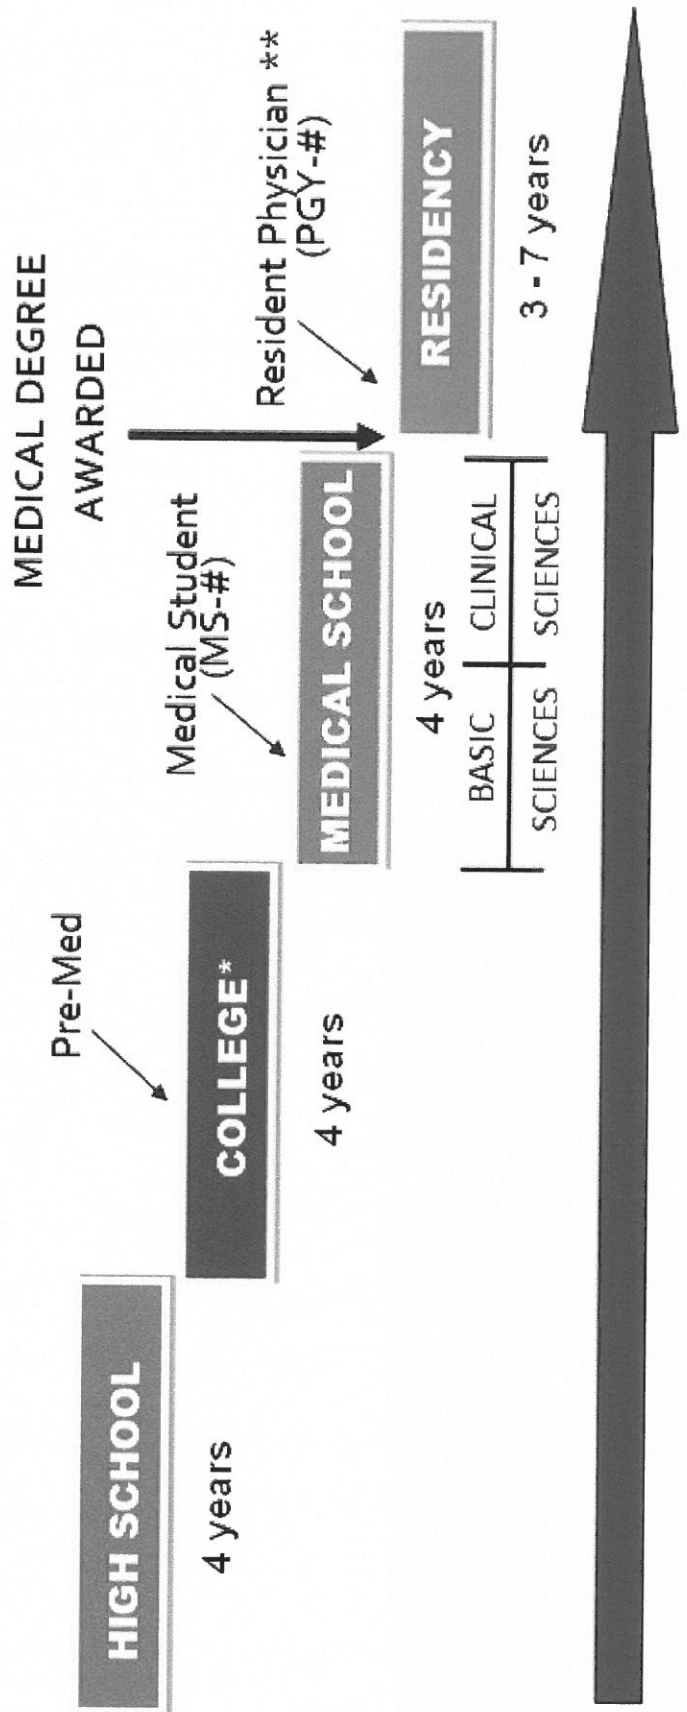 MEDICAL DEGREE
AWARDED
Pre-Med
Medical Student
(MS-#)
Resident Physician **
(PGY-#)
HIGH SCHOOL
4 years
COLLEGE*
4 years
MEDICAL SCHOOL
4 years
BASIC
SCIENCES
CLINICAL
SCIENCES
RESIDENCY
3 - 7 years